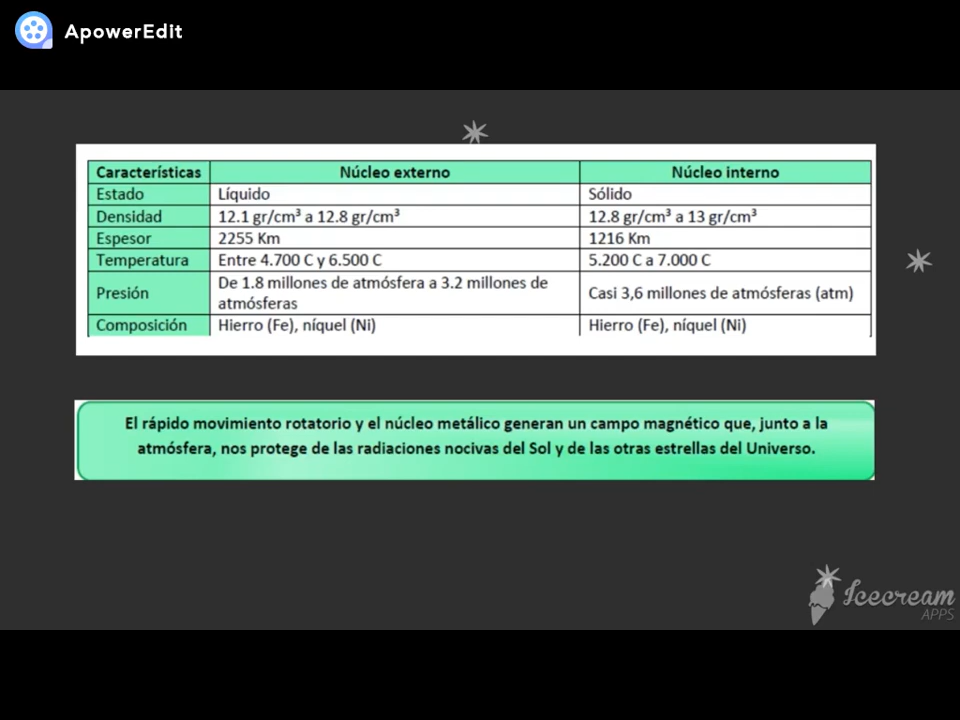 ApowerEdit
Características Núcleo externo Núcleo interno
Estado Líquido Sólido
Densidad 12.1 gr/cm³ a 12.8 gr/cm³ 12.8 gr/cm³ a 13 gr/cm³
Espesor 2255 Km 1216 Km
Temperatura Entre 4.700 C y 6.500 C 5.200 C a 7.000 C
Presión De 1.8 millones de atmósfera a 3.2 millones de
atmósferas Casi 3,6 millones de atmósferas (atm)
Composición Hierro (Fe), níquel (Ni) Hierro (Fe), níquel (Ni)
El rápido movimiento rotatorio y el núcleo metálico generan un campo magnético que, junto a la
atmósfera, nos protege de las radiaciones nocivas del Sol y de las otras estrellas del Universo.
Icecream
APPS